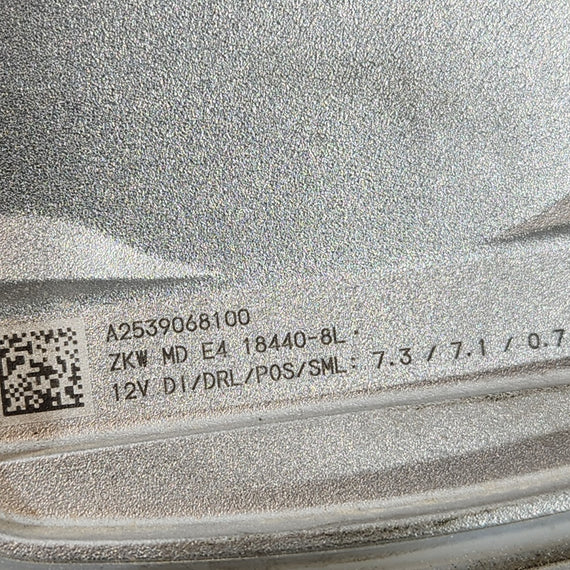 A2539068100
ZKW MD E4 18440-8L.
12V DI/DRL/POS/SML: 7.3 / 7.1 / 0.7